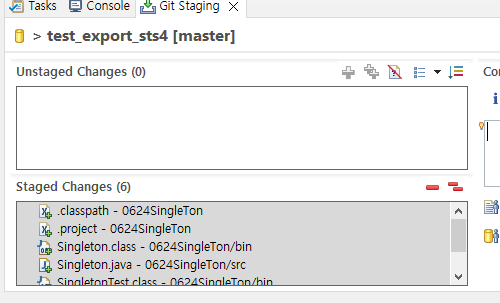 Tasks Console Git Staging
> test_export_sts4 [master]
Unstaged Changes (0)
Staged Changes (6)
.classpath - 0624SingleTon
.project - 0624SingleTon
Singleton.class - 0624SingleTon/bin
Singleton.java - 0624SingleTon/src
SingletonTest.class - 0624SingleTon/bin